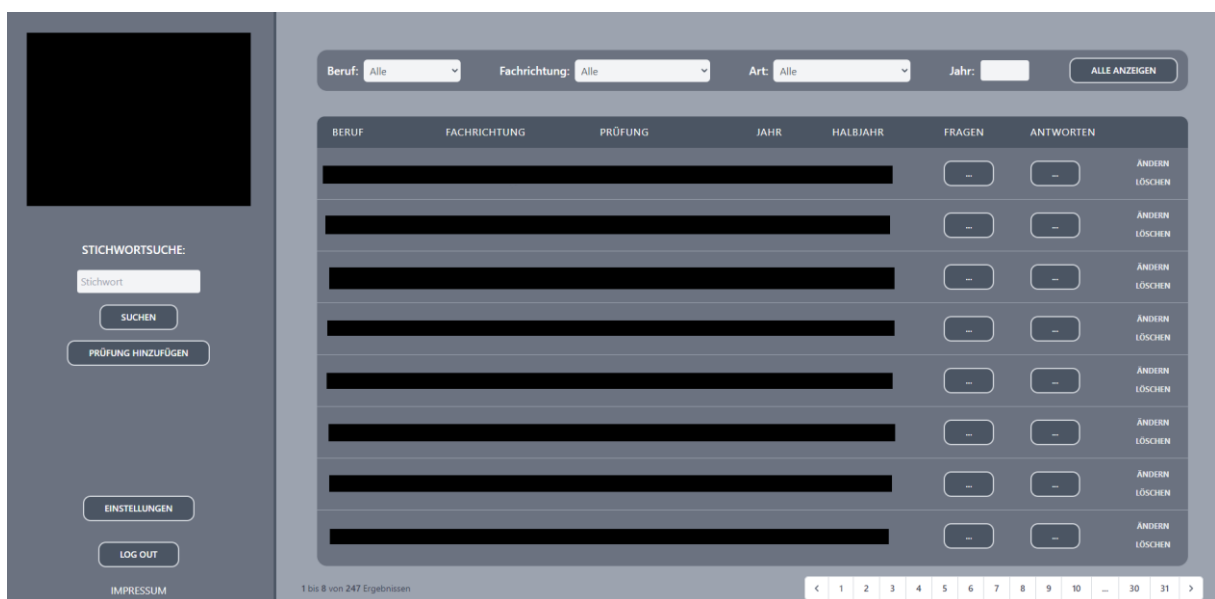 STICHWORTSUCHE:
Stichwort
SUCHEN
PRÜFUNG HINZUFÜGEN
EINSTELLUNGEN
LOG OUT
IMPRESSUM
Beruf: Alle Fachrichtung: Alle Art: Alle Jahr: ALLE ANZEIGEN
BERUF FACHRICHTUNG PRÜFUNG JAHR HALBJAHR FRAGEN ANTWORTEN
... ... ÄNDERN
LÖSCHEN
... ... ÄNDERN
LÖSCHEN
... ... ÄNDERN
LÖSCHEN
... ... ÄNDERN
LÖSCHEN
... ... ÄNDERN
LÖSCHEN
... ... ÄNDERN
LÖSCHEN
... ... ÄNDERN
LÖSCHEN
... ... ÄNDERN
LÖSCHEN
1 bis 8 von 247 Ergebnissen < 1 2 3 4 5 6 7 8 9 10 ... 30 31 >